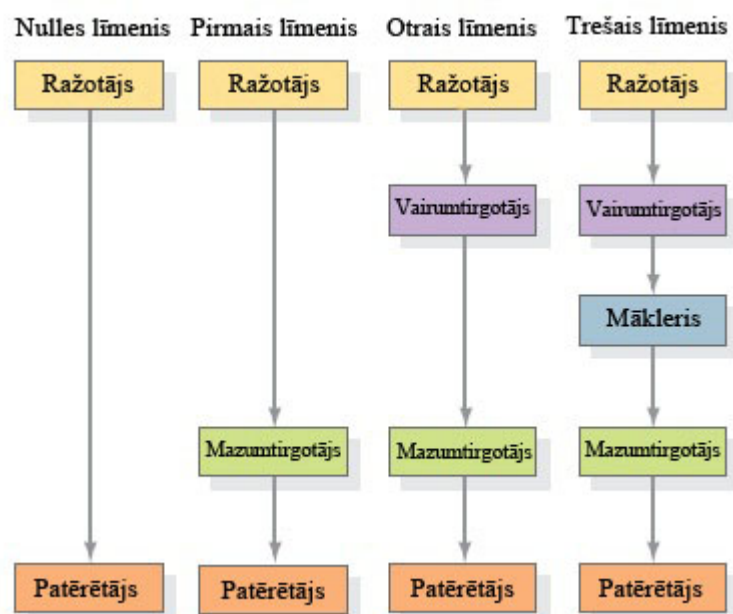 Nulles līmenis Pirmais līmenis Otrais līmenis Trešais līmenis
Ražotājs Ražotājs Ražotājs Ražotājs
Vairumtirgotājs Vairumtirgotājs
Mākleris
Mazumtirgotājs Mazumtirgotājs Mazumtirgotājs
Patērētājs Patērētājs Patērētājs Patērētājs